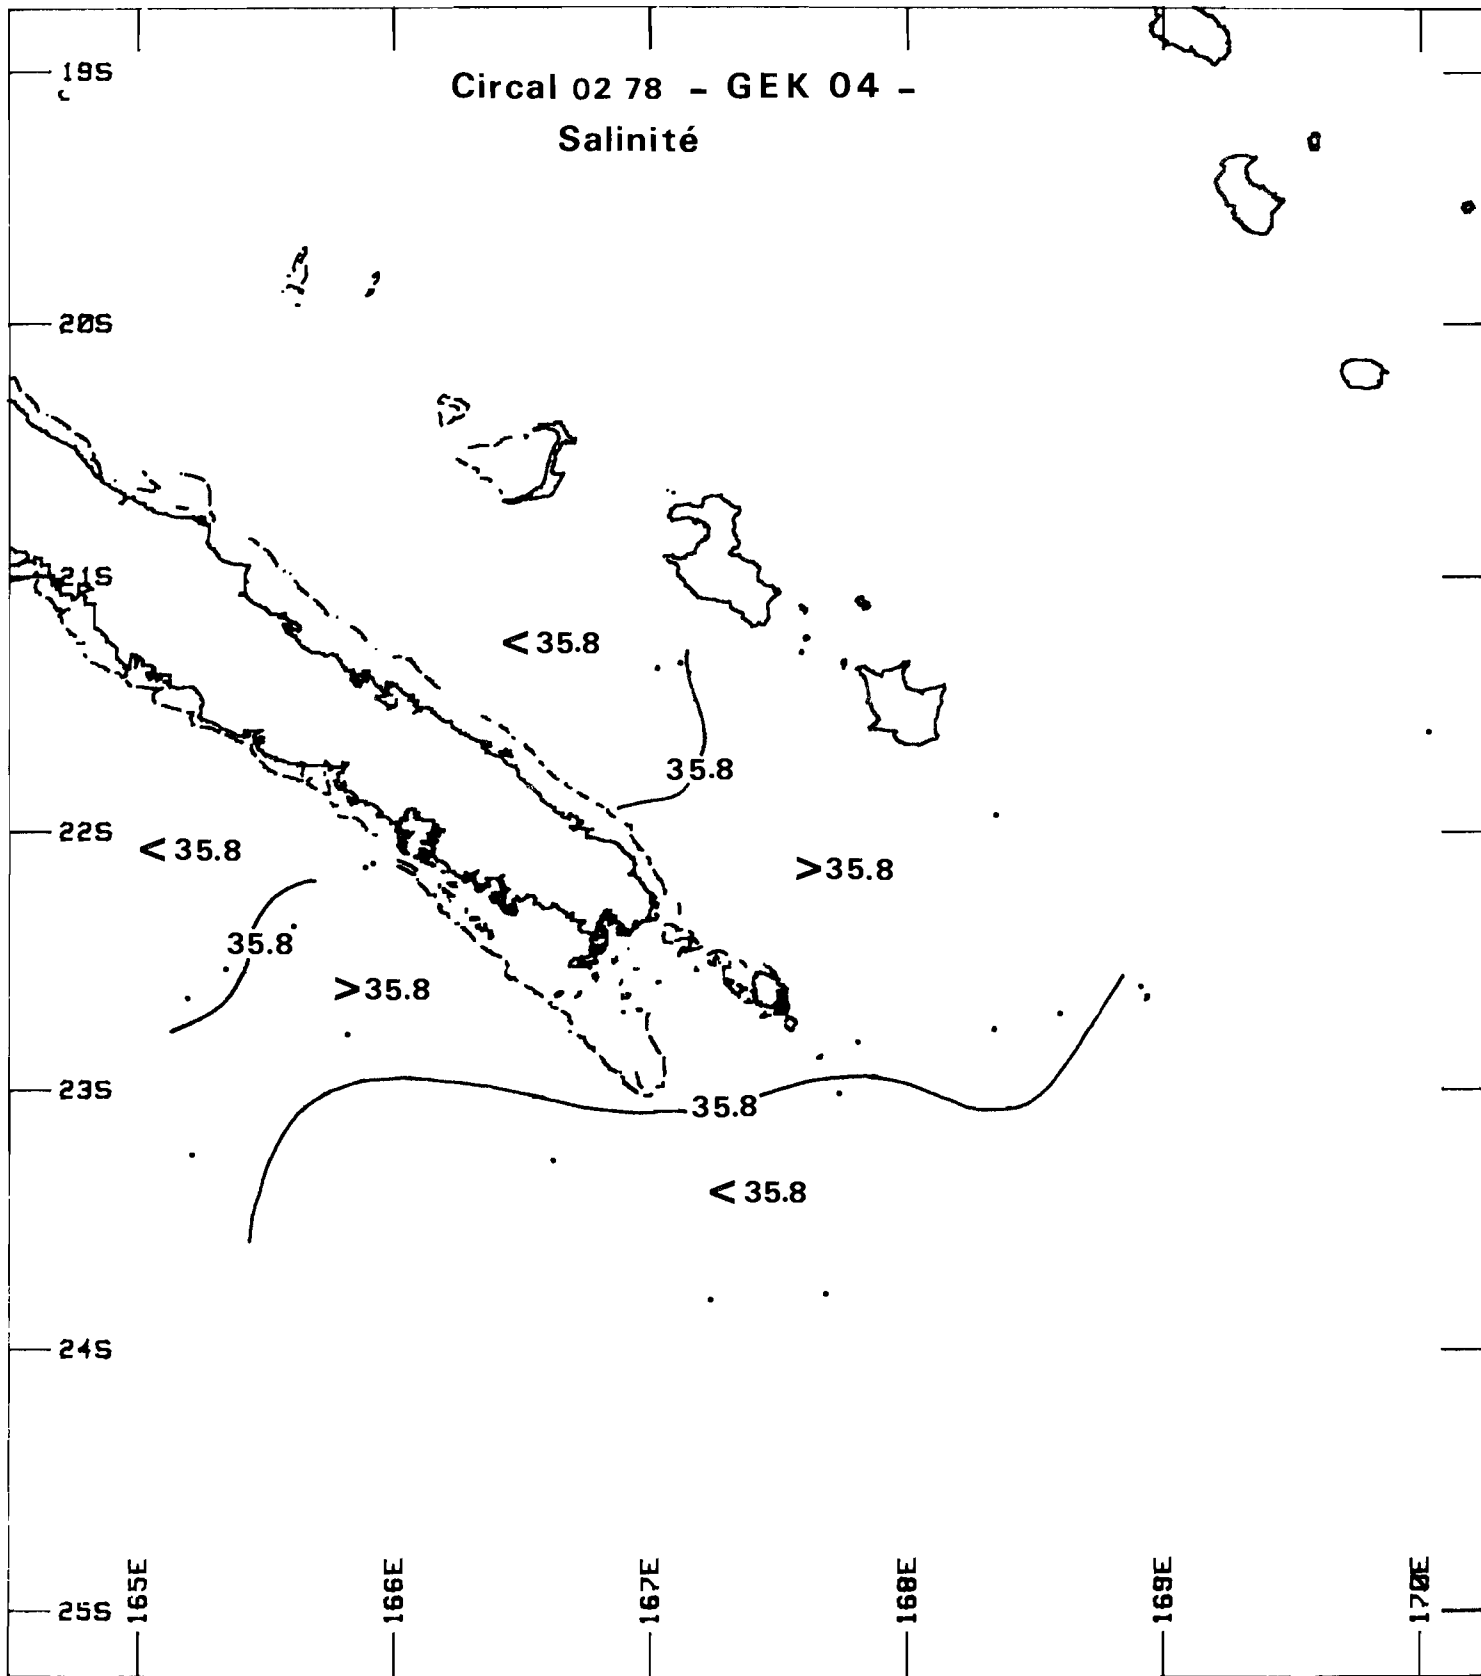 19S
Circal 02 78 - GEK 04 -
Salinité
20S
21S
< 35.8
35.8
22S
< 35.8
> 35.8
35.8
> 35.8
23S
35.8
< 35.8
24S
25S
165E
166E
167E
168E
169E
170E